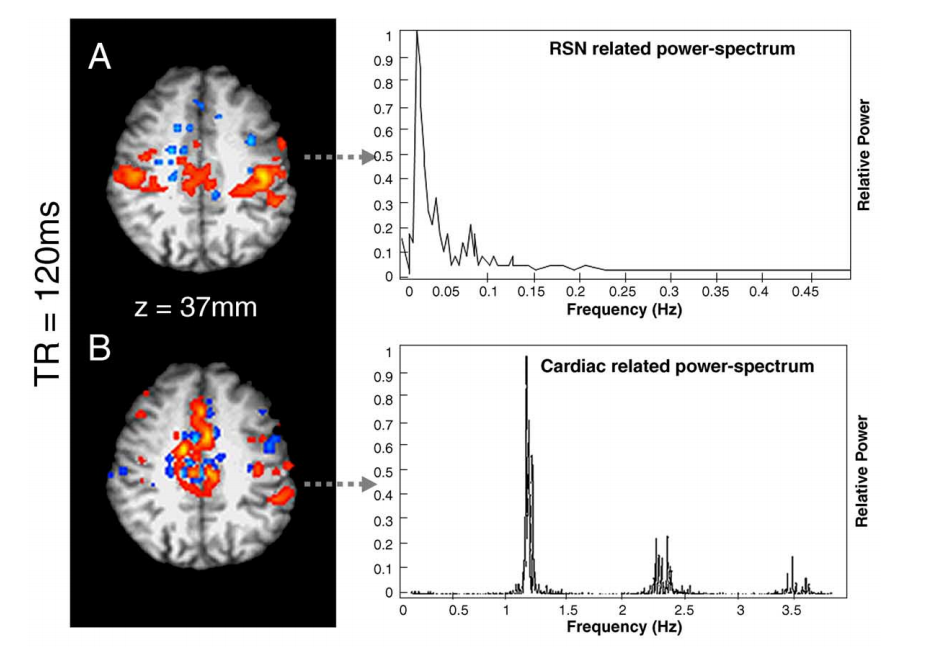 TR = 120ms
A
z = 37mm
B
RSN related power-spectrum
1
0.9
0.8
0.7
0.6
0.5
0.4
0.3
0.2
0.1
0
0 0.05 0.1 0.15 0.2 0.25 0.3 0.35 0.4 0.45
Frequency (Hz)
Relative Power
Cardiac related power-spectrum
1
0.9
0.8
0.7
0.6
0.5
0.4
0.3
0.2
0.1
0
0 0.5 1 1.5 2 2.5 3 3.5
Frequency (Hz)
Relative Power